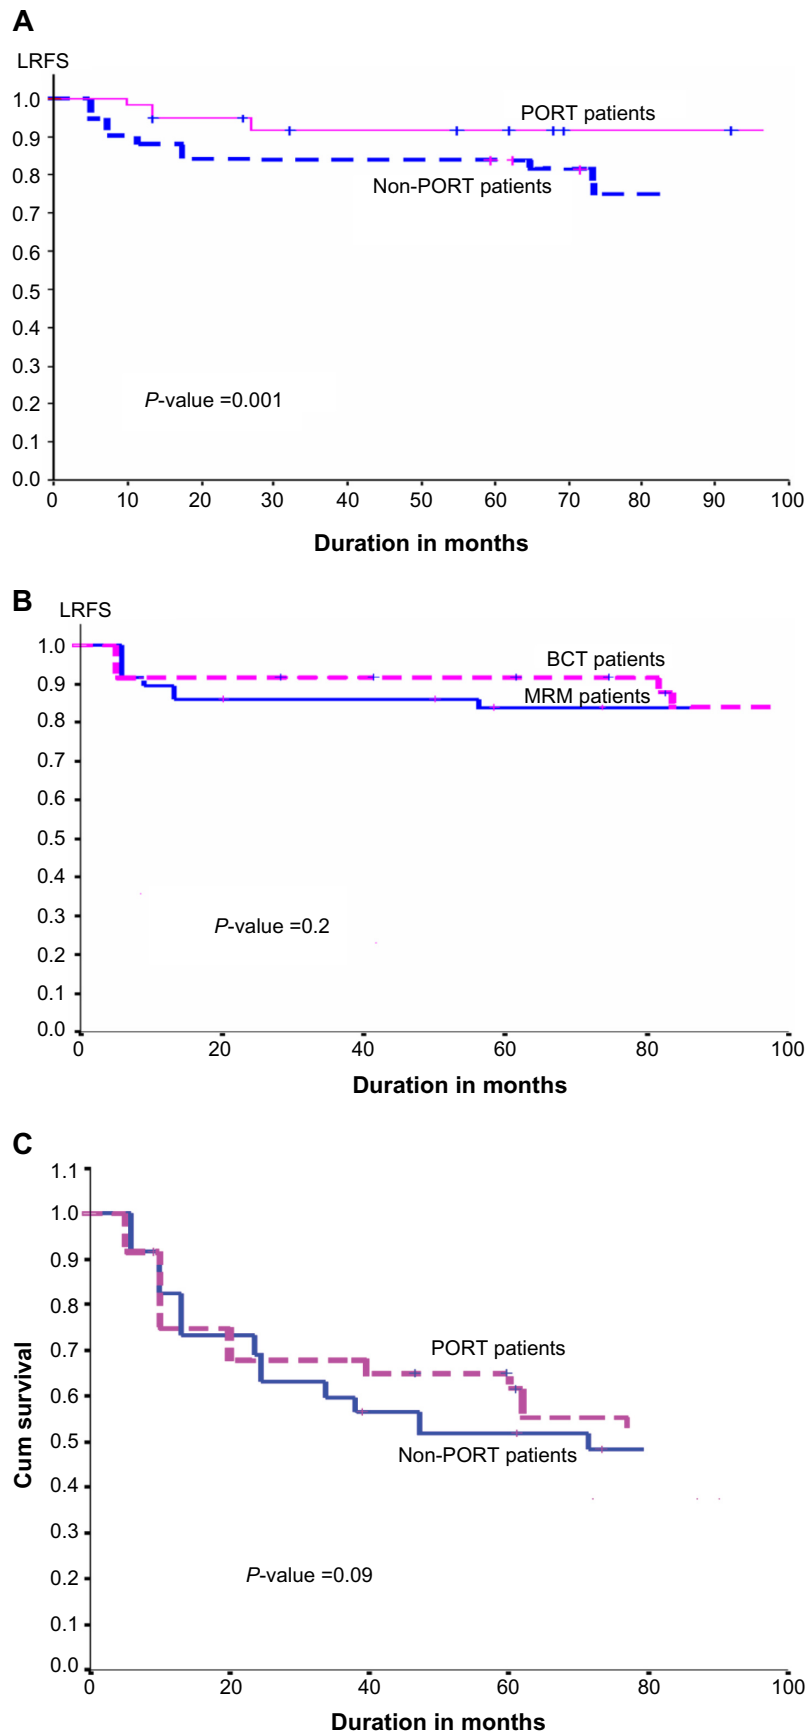 A
LRFS
1.0
0.9
0.8
0.7
0.6
0.5
0.4
0.3
0.2
0.1
0.0
PORT patients
Non-PORT patients
P-value =0.001
0 10 20 30 40 50 60 70 80 90 100
Duration in months
B
LRFS
1.0
0.9
0.8
0.7
0.6
0.5
0.4
0.3
0.2
0.1
0.0
BCT patients
MRM patients
P-value =0.2
0 20 40 60 80 100
Duration in months
C
Cum survival
1.1
1.0
0.9
0.8
0.7
0.6
0.5
0.4
0.3
0.2
0.1
0.0
PORT patients
Non-PORT patients
P-value =0.09
0 20 40 60 80 100
Duration in months